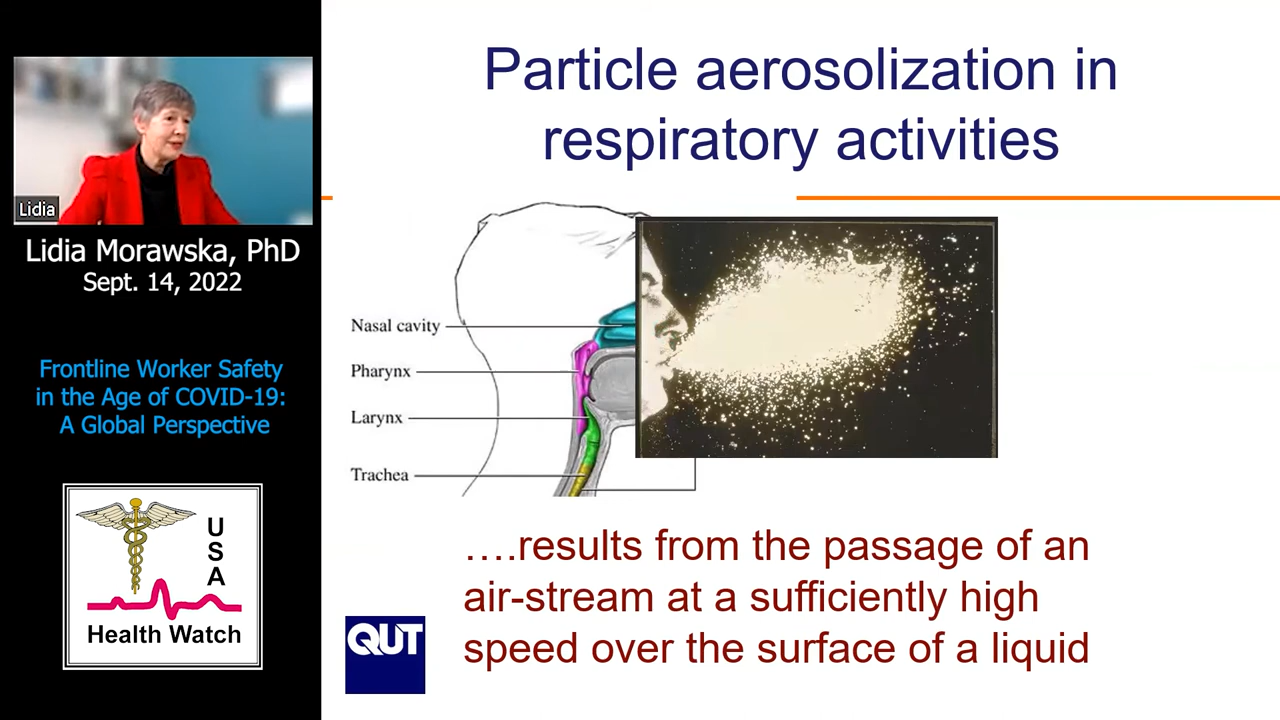 Lidia
Lidia Morawska, PhD
Sept. 14, 2022
Frontline Worker Safety
in the Age of COVID-19:
A Global Perspective
USA
Health Watch
Particle aerosolization in
respiratory activities
Nasal cavity
Pharynx
Larynx
Trachea
….results from the passage of an
air-stream at a sufficiently high
speed over the surface of a liquid
QUT